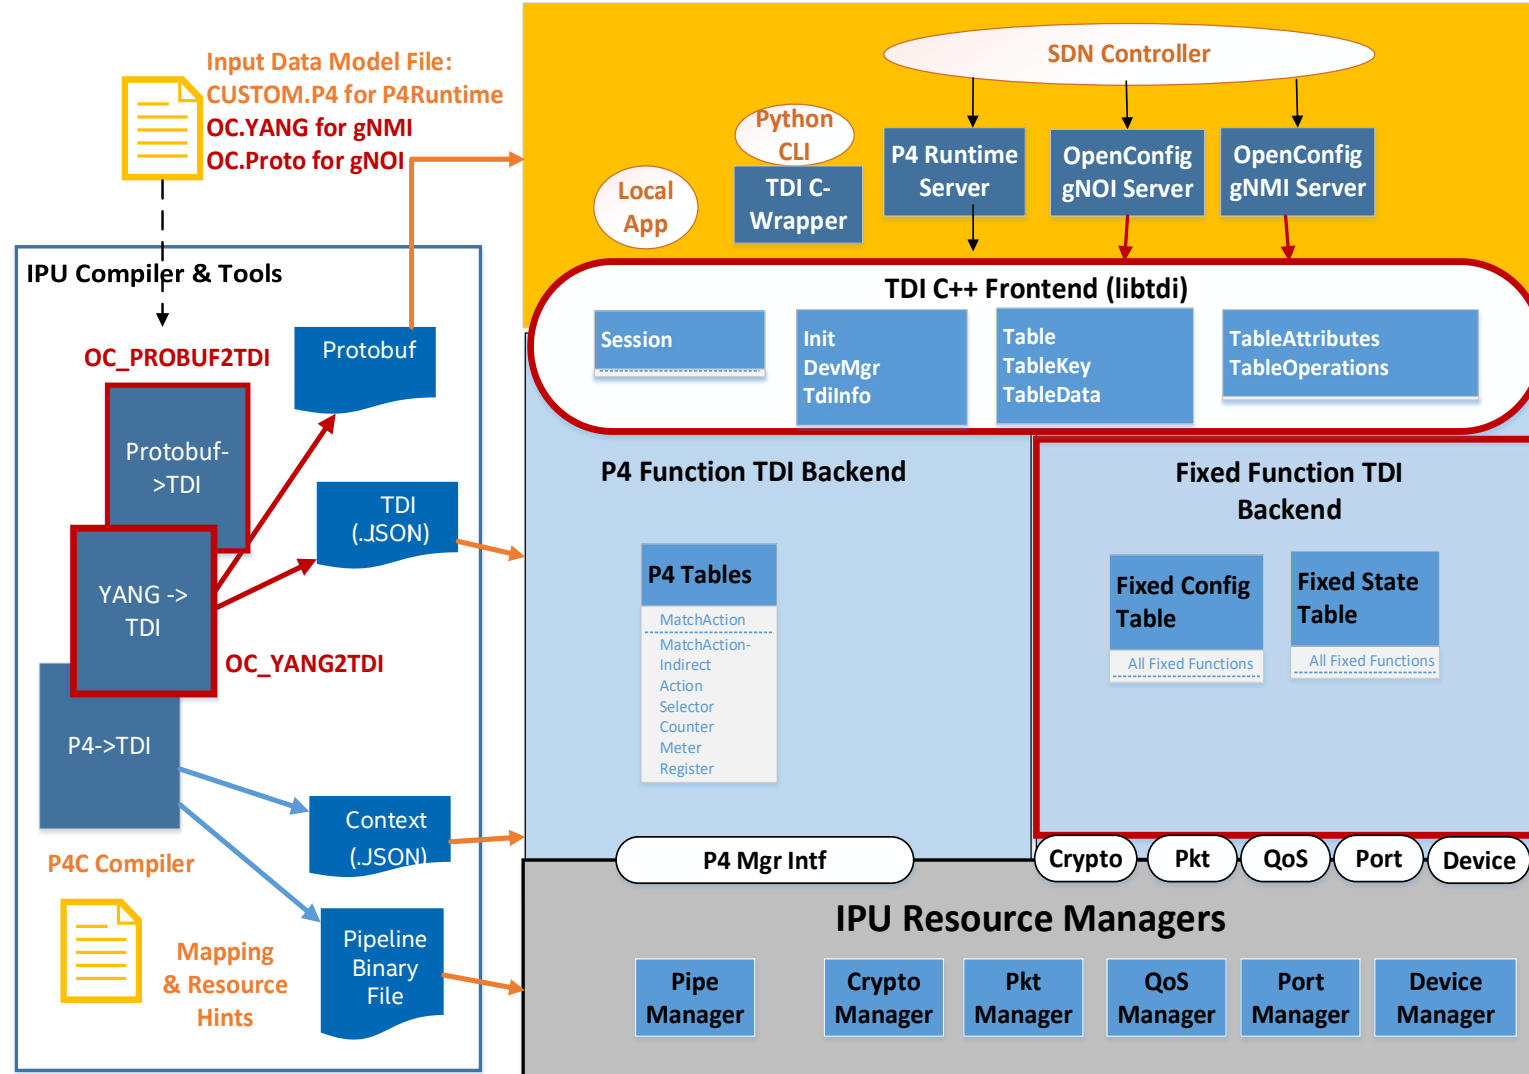 Input Data Model File:
CUSTOM.P4 for P4Runtime
OC.YANG for gNMI
OC.Proto for gNOI
IPU Compiler & Tools
OC_PROBUF2TDI
Protobuf
Protobuf-
>TDI
TDI
(.JSON)
YANG ->
TDI
OC_YANG2TDI
P4->TDI
Context
(.JSON)
P4C Compiler
Mapping
& Resource
Hints
Pipeline
Binary
File
SDN Controller
Python
CLI
Local
App
TDI C-
Wrapper
P4 Runtime
Server
OpenConfig
gNOI Server
OpenConfig
gNMI Server
TDI C++ Frontend (libtdi)
Session
Init
DevMgr
TdiInfo
Table
TableKey
TableData
TableAttributes
TableOperations
P4 Function TDI Backend
P4 Tables
MatchAction
MatchAction-
Indirect
Action
Selector
Counter
Meter
Register
Fixed Function TDI
Backend
Fixed Config
Table
All Fixed Functions
Fixed State
Table
All Fixed Functions
P4 Mgr Intf
Crypto
Pkt
QoS
Port
Device
IPU Resource Managers
Pipe
Manager
Crypto
Manager
Pkt
Manager
QoS
Manager
Port
Manager
Device
Manager